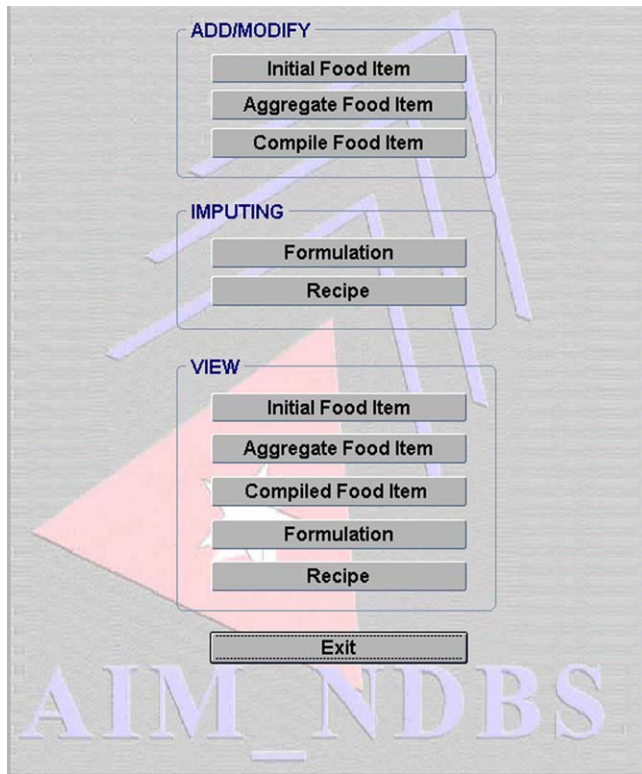 ADD/MODIFY
Initial Food Item
Aggregate Food Item
Compile Food Item
IMPUTING
Formulation
Recipe
VIEW
Initial Food Item
Aggregate Food Item
Compiled Food Item
Formulation
Recipe
Exit
AIM_NDBS